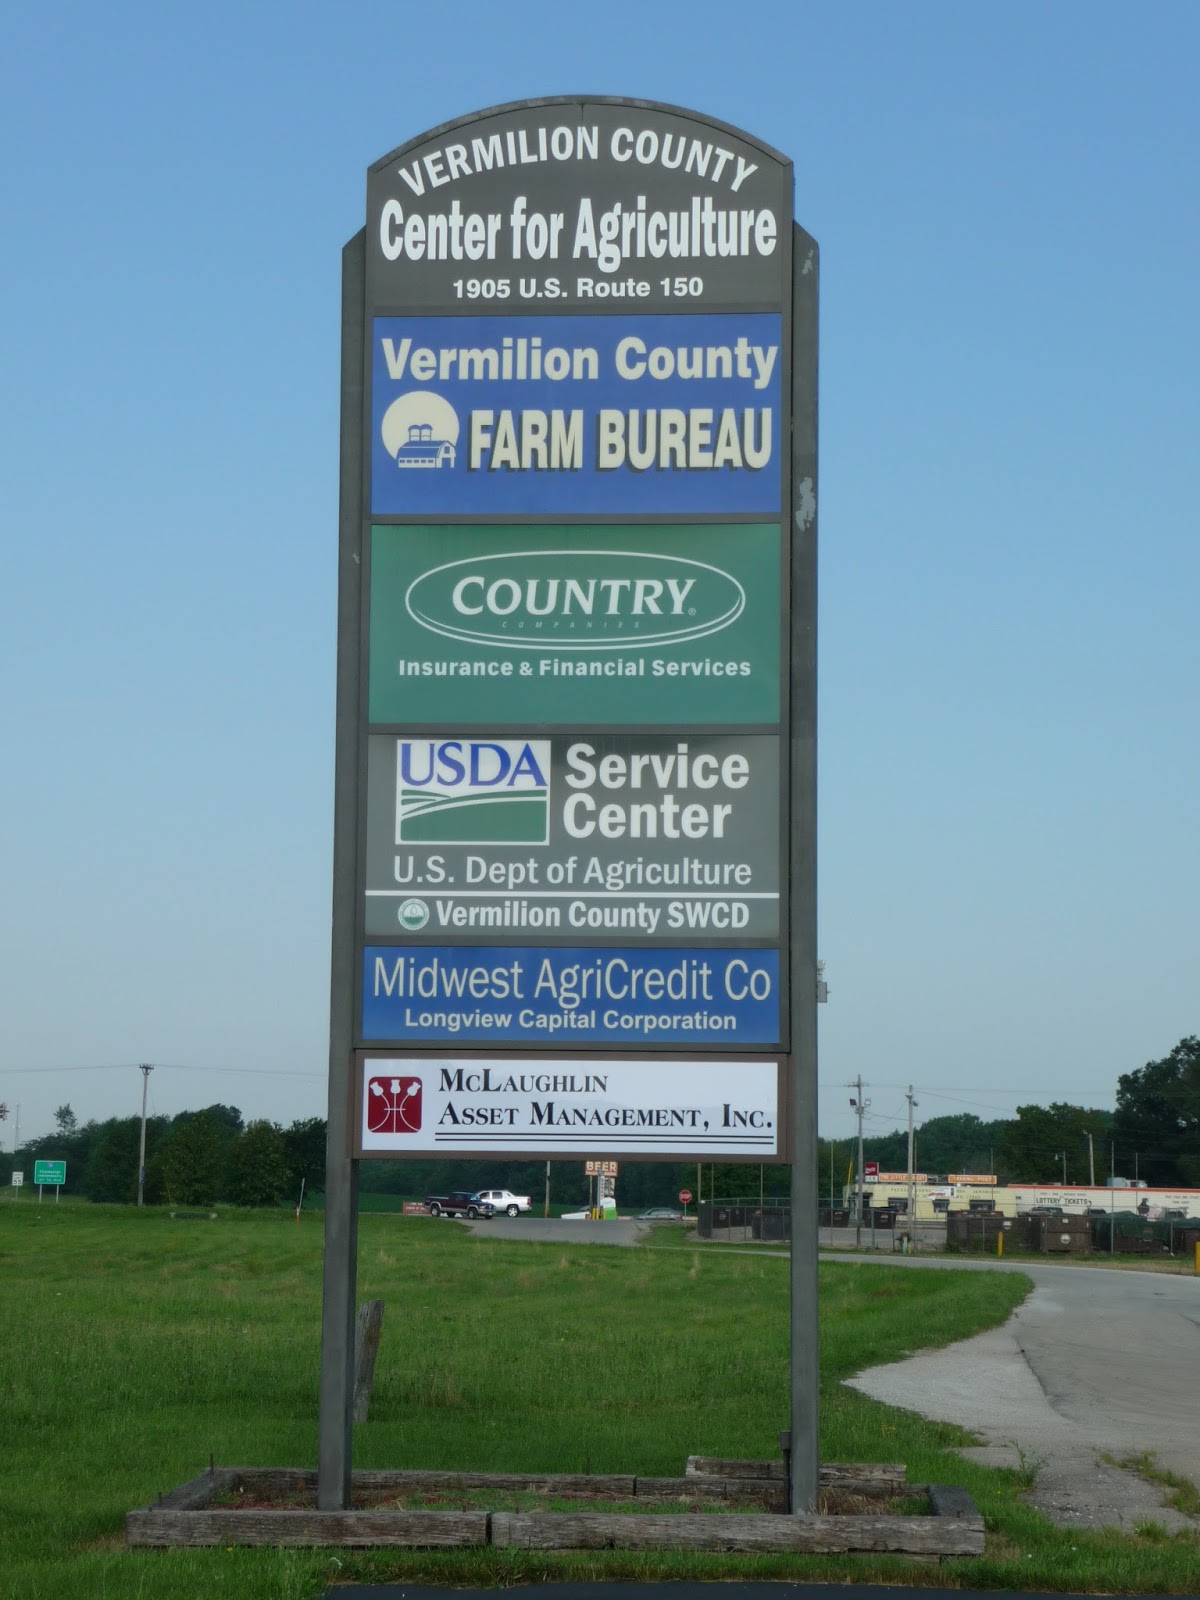 VERMILION COUNTY
Center for Agriculture
1905 U.S. Route 150
Vermilion County
FARM BUREAU
COUNTRY®
COMPANIES
Insurance & Financial Services
USDA
Service
Center
U.S. Dept of Agriculture
Vermilion County SWCD
Midwest AgriCredit Co
Longview Capital Corporation
MCLAUGHLIN
ASSET MANAGEMENT, INC.
BEER
LOTTERY TICKETS